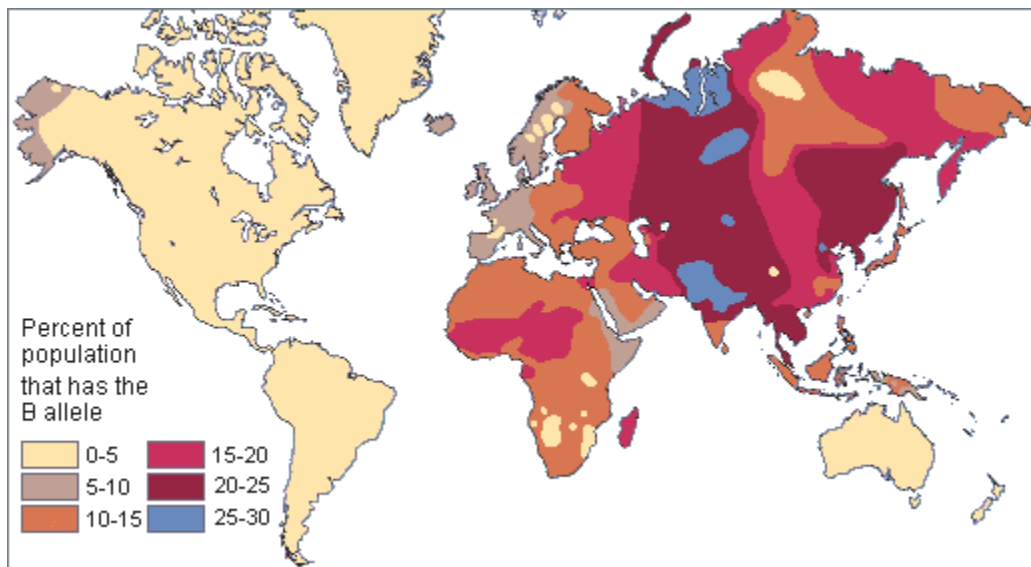 Percent of
population
that has the
B allele
0-5
15-20
5-10
20-25
10-15
25-30